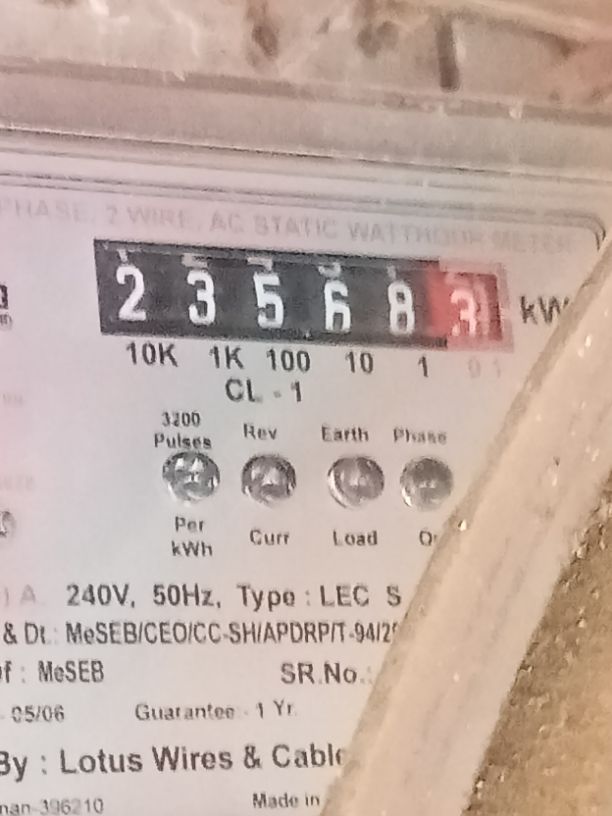 PHASE, 2 WIRE, AC STATIC WATTHOUR METER
2 3 5 6 8 3 kW
10K 1K 100 10 1 0.1
CL - 1
3200 Pulses Rev Earth Phase
Per kWh Curr Load
A. 240V, 50Hz, Type : LEC S
& Dt.: MeSEB/CEO/CC-SH/APDRP/T-94/2
of : MeSEB SR.No.:
05/06 Guarantee - 1 Yr.
By : Lotus Wires & Cable
396210 Made in